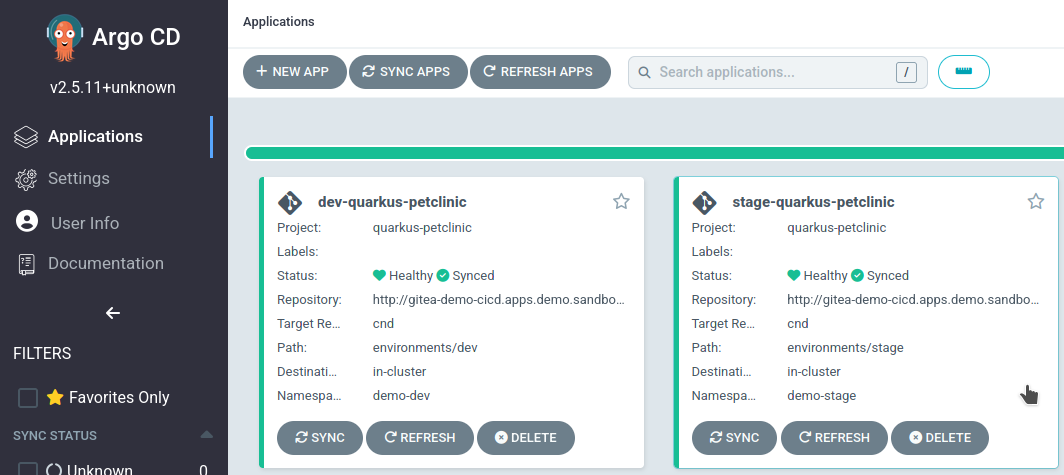 Argo CD
v2.5.11+unknown
Applications
Settings
User Info
Documentation
FILTERS
Favorites Only
SYNC STATUS
Unknown 0
Applications
NEW APP SYNC APPS REFRESH APPS Search applications... /
dev-quarkus-petclinic
Project: quarkus-petclinic
Labels:
Status: Healthy Synced
Repository: http://gitea-demo-cicd.apps.demo.sandbo...
Target Re... cnd
Path: environments/dev
Destinati... in-cluster
Namespa... demo-dev
SYNC REFRESH DELETE
stage-quarkus-petclinic
Project: quarkus-petclinic
Labels:
Status: Healthy Synced
Repository: http://gitea-demo-cicd.apps.demo.sandbo...
Target Re... cnd
Path: environments/stage
Destinati... in-cluster
Namespa... demo-stage
SYNC REFRESH DELETE